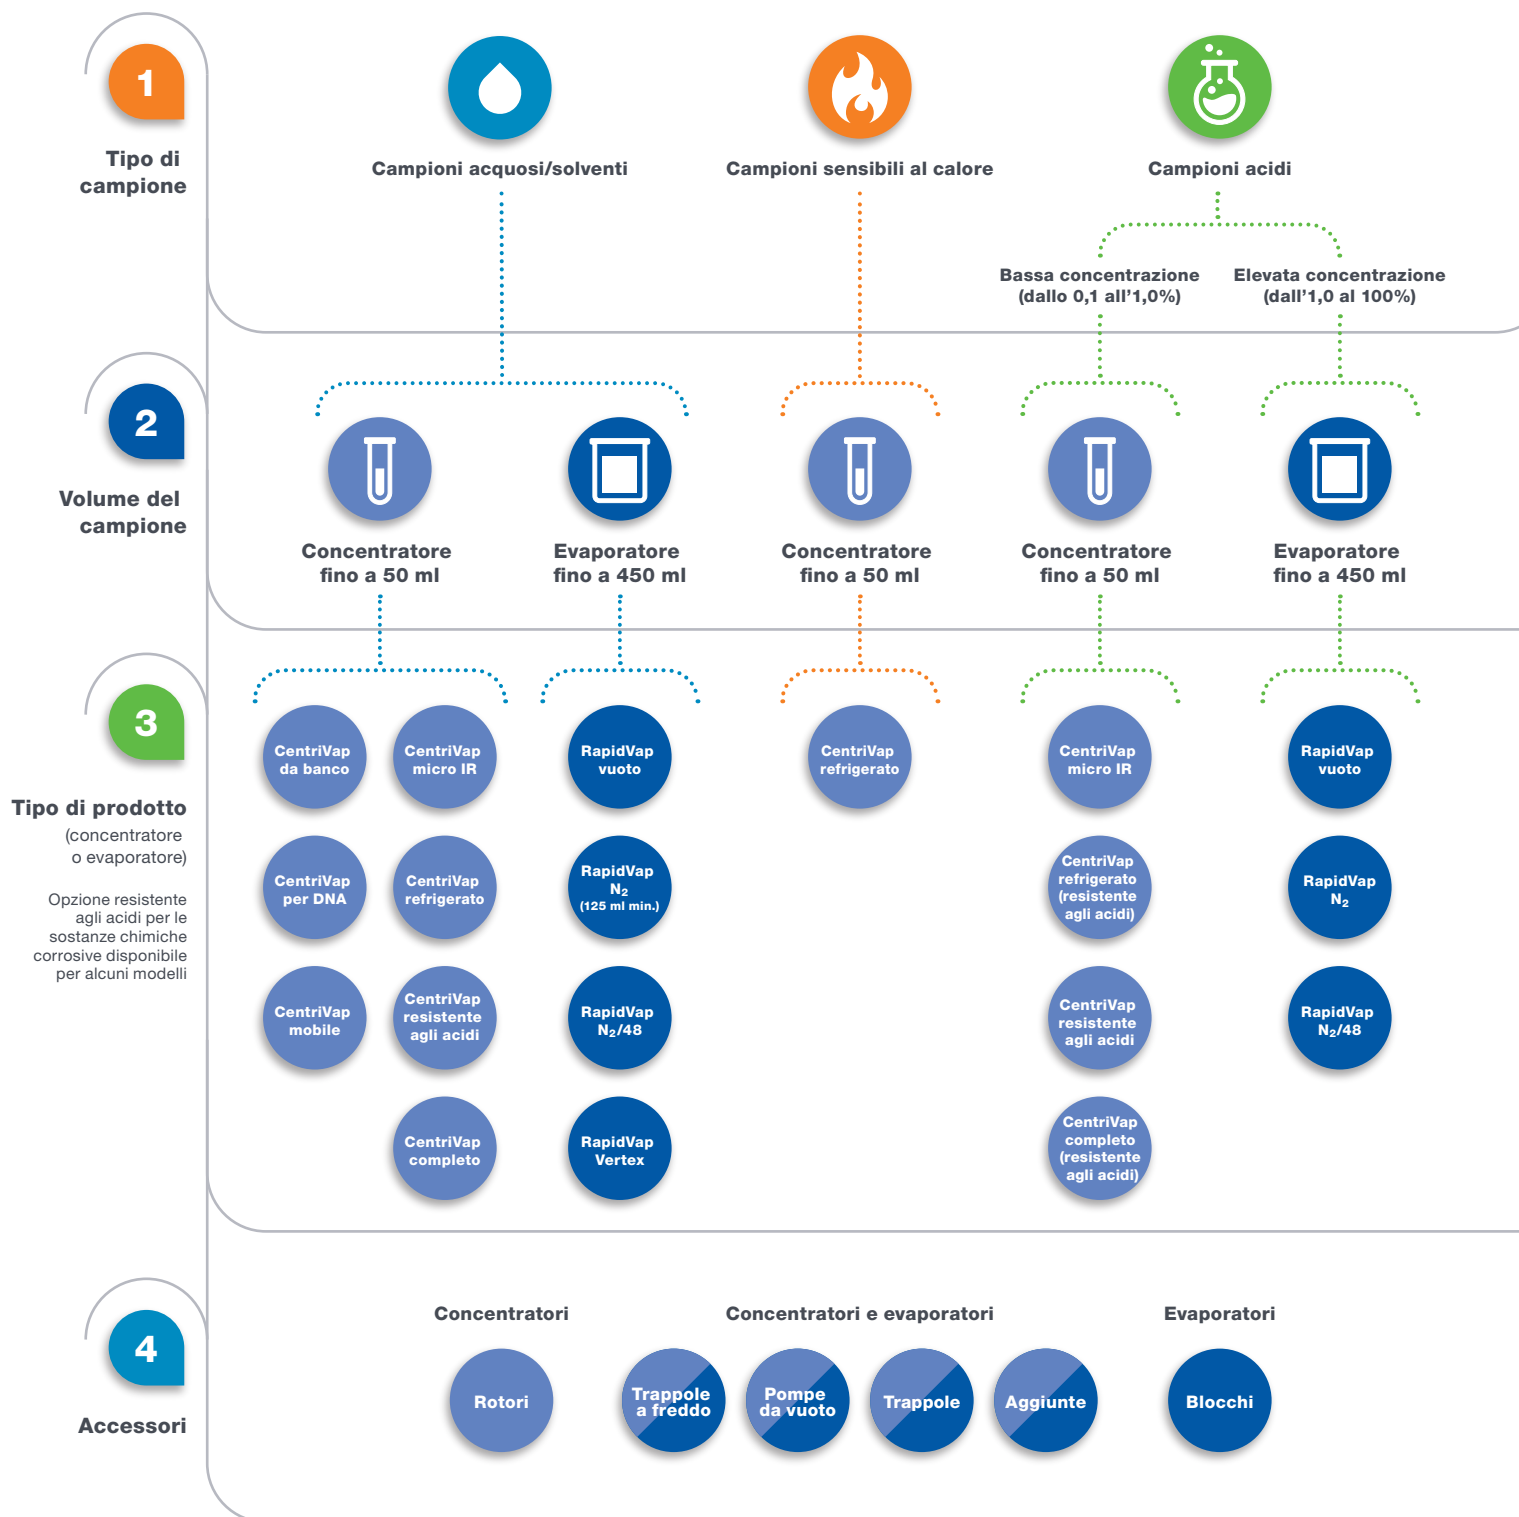 1
Tipo di
campione
Campioni acquosi/solventi
Campioni sensibili al calore
Campioni acidi
Bassa concentrazione
(dallo 0,1 all'1,0%)
Elevata concentrazione
(dall'1,0 al 100%)
2
Volume del
campione
Concentratore
fino a 50 ml
Evaporatore
fino a 450 ml
Concentratore
fino a 50 ml
Concentratore
fino a 50 ml
Evaporatore
fino a 450 ml
3
Tipo di prodotto
(concentratore
o evaporatore)
Opzione resistente
agli acidi per le
sostanze chimiche
corrosive disponibile
per alcuni modelli
CentriVap
da banco
CentriVap
per DNA
CentriVap
mobile
CentriVap
micro IR
CentriVap
refrigerato
CentriVap
resistente
agli acidi
CentriVap
completo
RapidVap
vuoto
RapidVap
N₂
(125 ml min.)
RapidVap
N₂/48
RapidVap
Vertex
CentriVap
refrigerato
CentriVap
micro IR
CentriVap
refrigerato
(resistente
agli acidi)
CentriVap
resistente
agli acidi
CentriVap
completo
(resistente
agli acidi)
RapidVap
vuoto
RapidVap
N₂
RapidVap
N₂/48
4
Accessori
Concentratori
Rotori
Concentratori e evaporatori
Trappole
a freddo
Pompe
da vuoto
Trappole
Aggiunte
Evaporatori
Blocchi